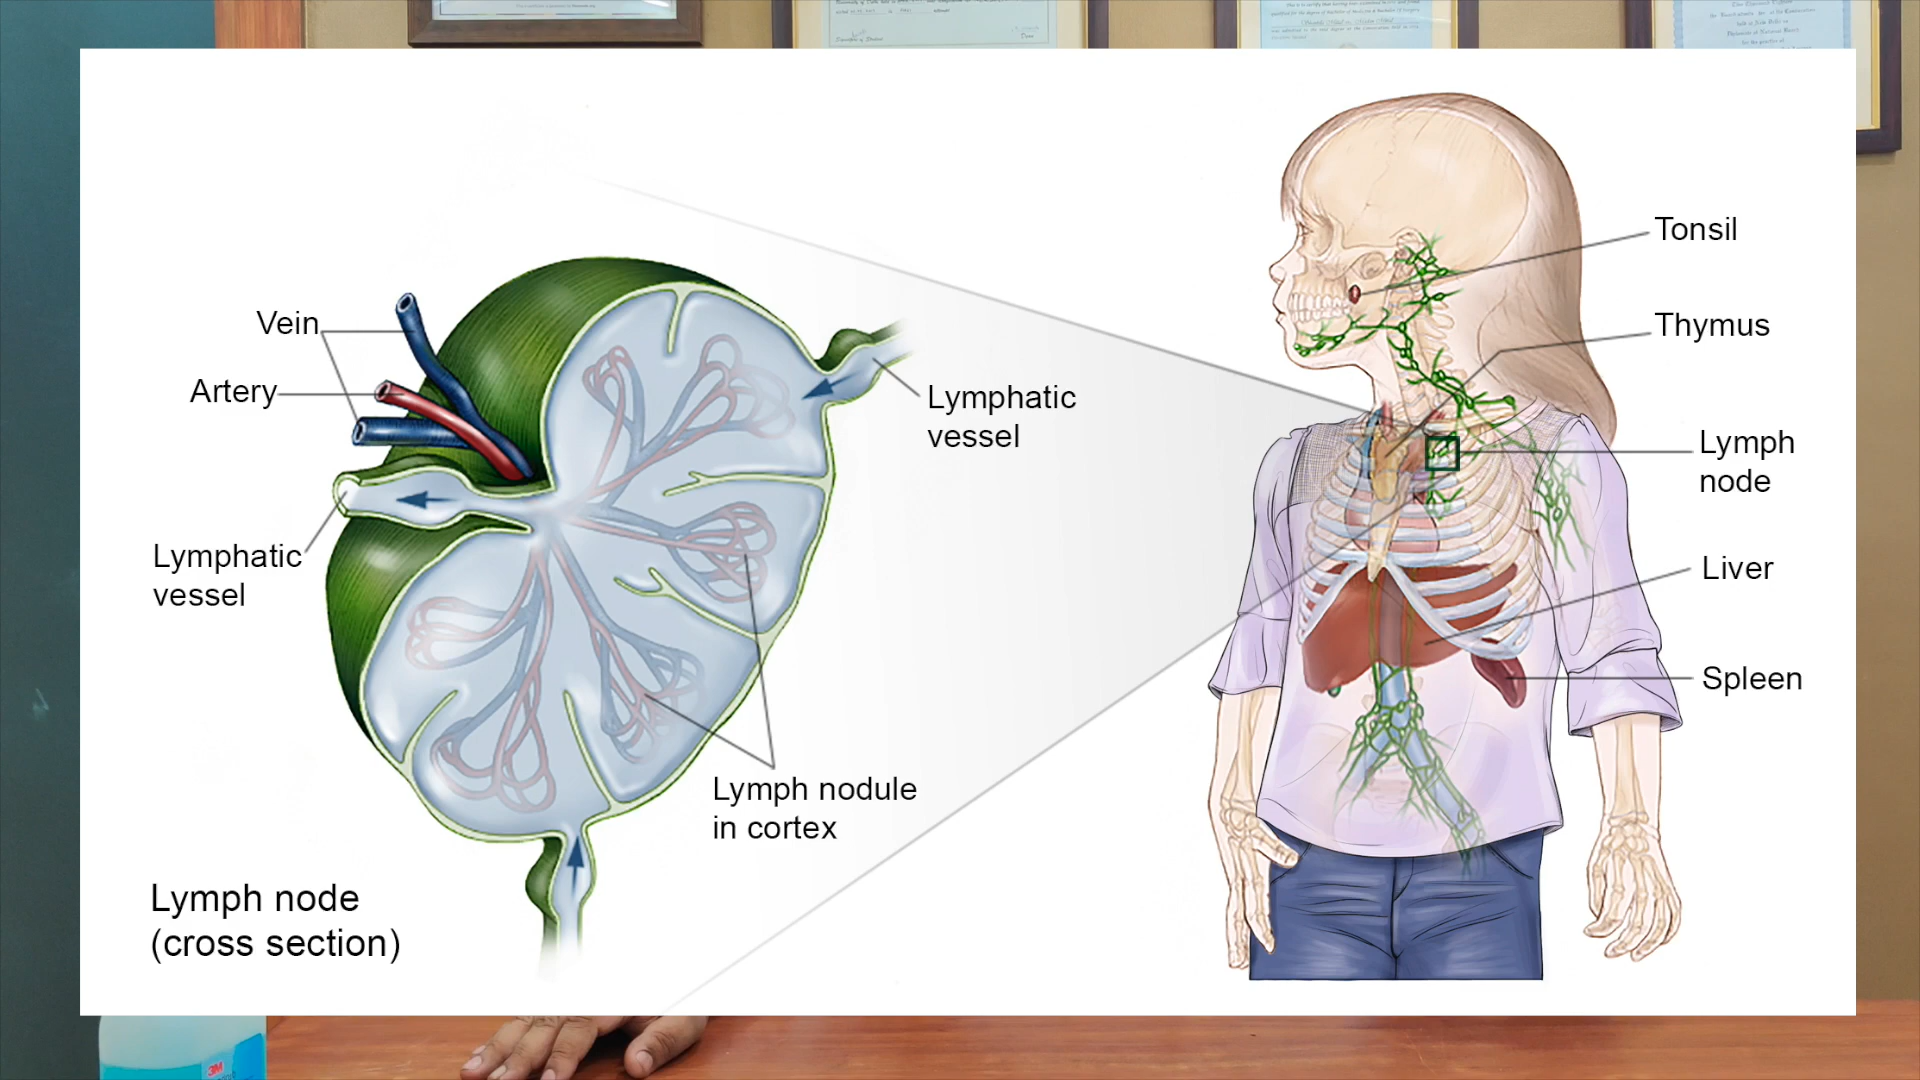 Tonsil
Thymus
Lymph
node
Liver
Spleen
Vein
Artery
Lymphatic
vessel
Lymphatic
vessel
Lymph nodule
in cortex
Lymph node
(cross section)
3M